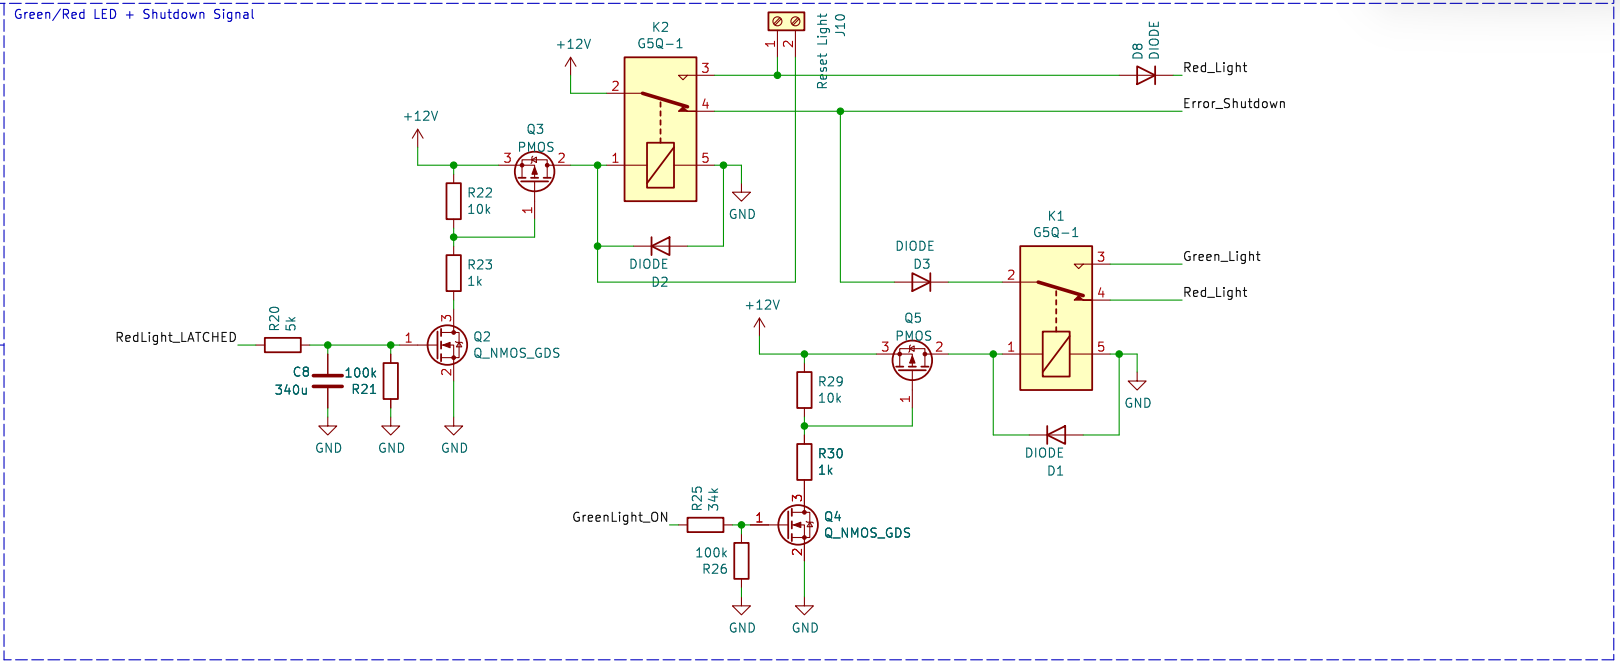 Green/Red LED + Shutdown Signal
K2
G5Q-1
+12V
1
2
Reset Light
J10
D8
DIODE
Red_Light
Error_Shutdown
2
3
4
1
5
GND
+12V
Q3
PMOS
3
2
1
R22
10k
R23
1k
DIODE
D2
RedLight_LATCHED
R20
5k
C8
340u
100k
R21
1
3
2
Q2
Q_NMOS_GDS
GND
GND
GND
K1
G5Q-1
DIODE
D3
2
3
4
1
5
Green_Light
Red_Light
GND
+12V
Q5
PMOS
3
2
1
R29
10k
R30
1k
DIODE
D1
GreenLight_ON
R25
34k
100k
R26
1
3
2
Q4
Q_NMOS_GDS
GND
GND